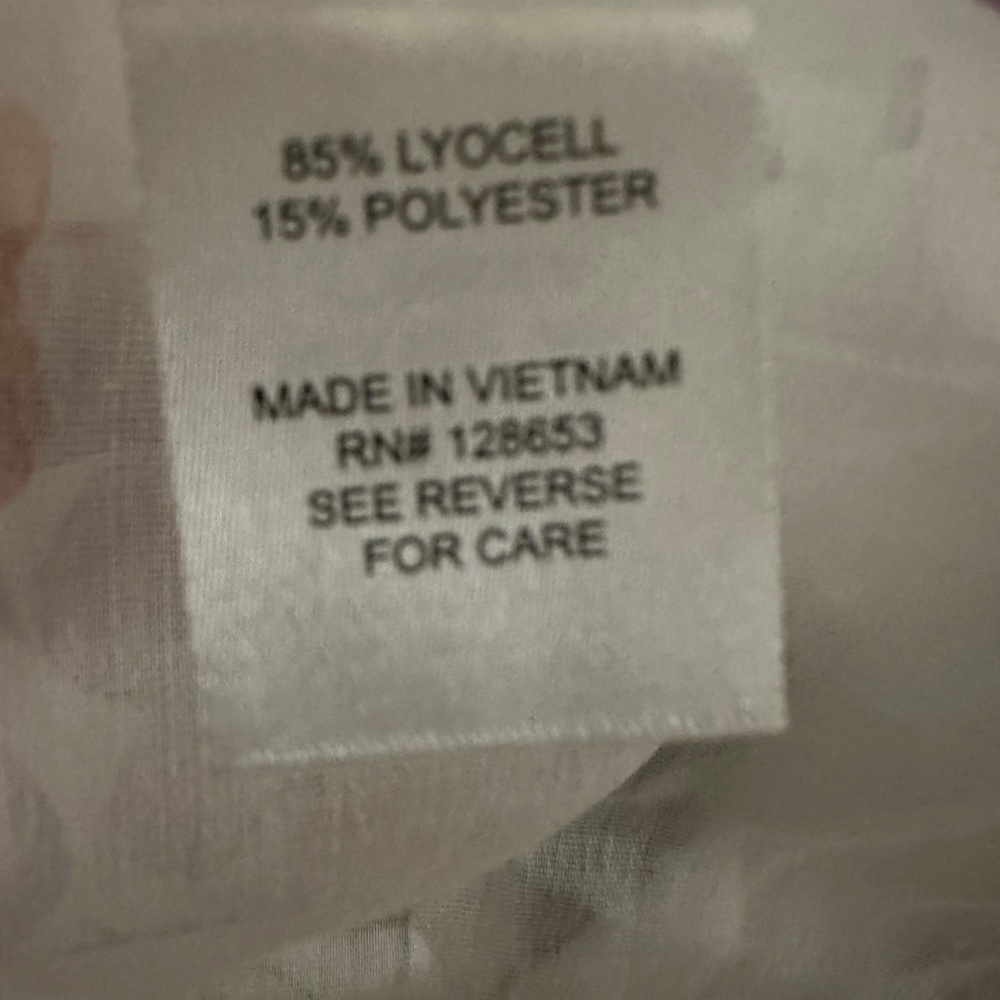 85% LYOCELL
15% POLYESTER
MADE IN VIETNAM
RN# 128653
SEE REVERSE
FOR CARE